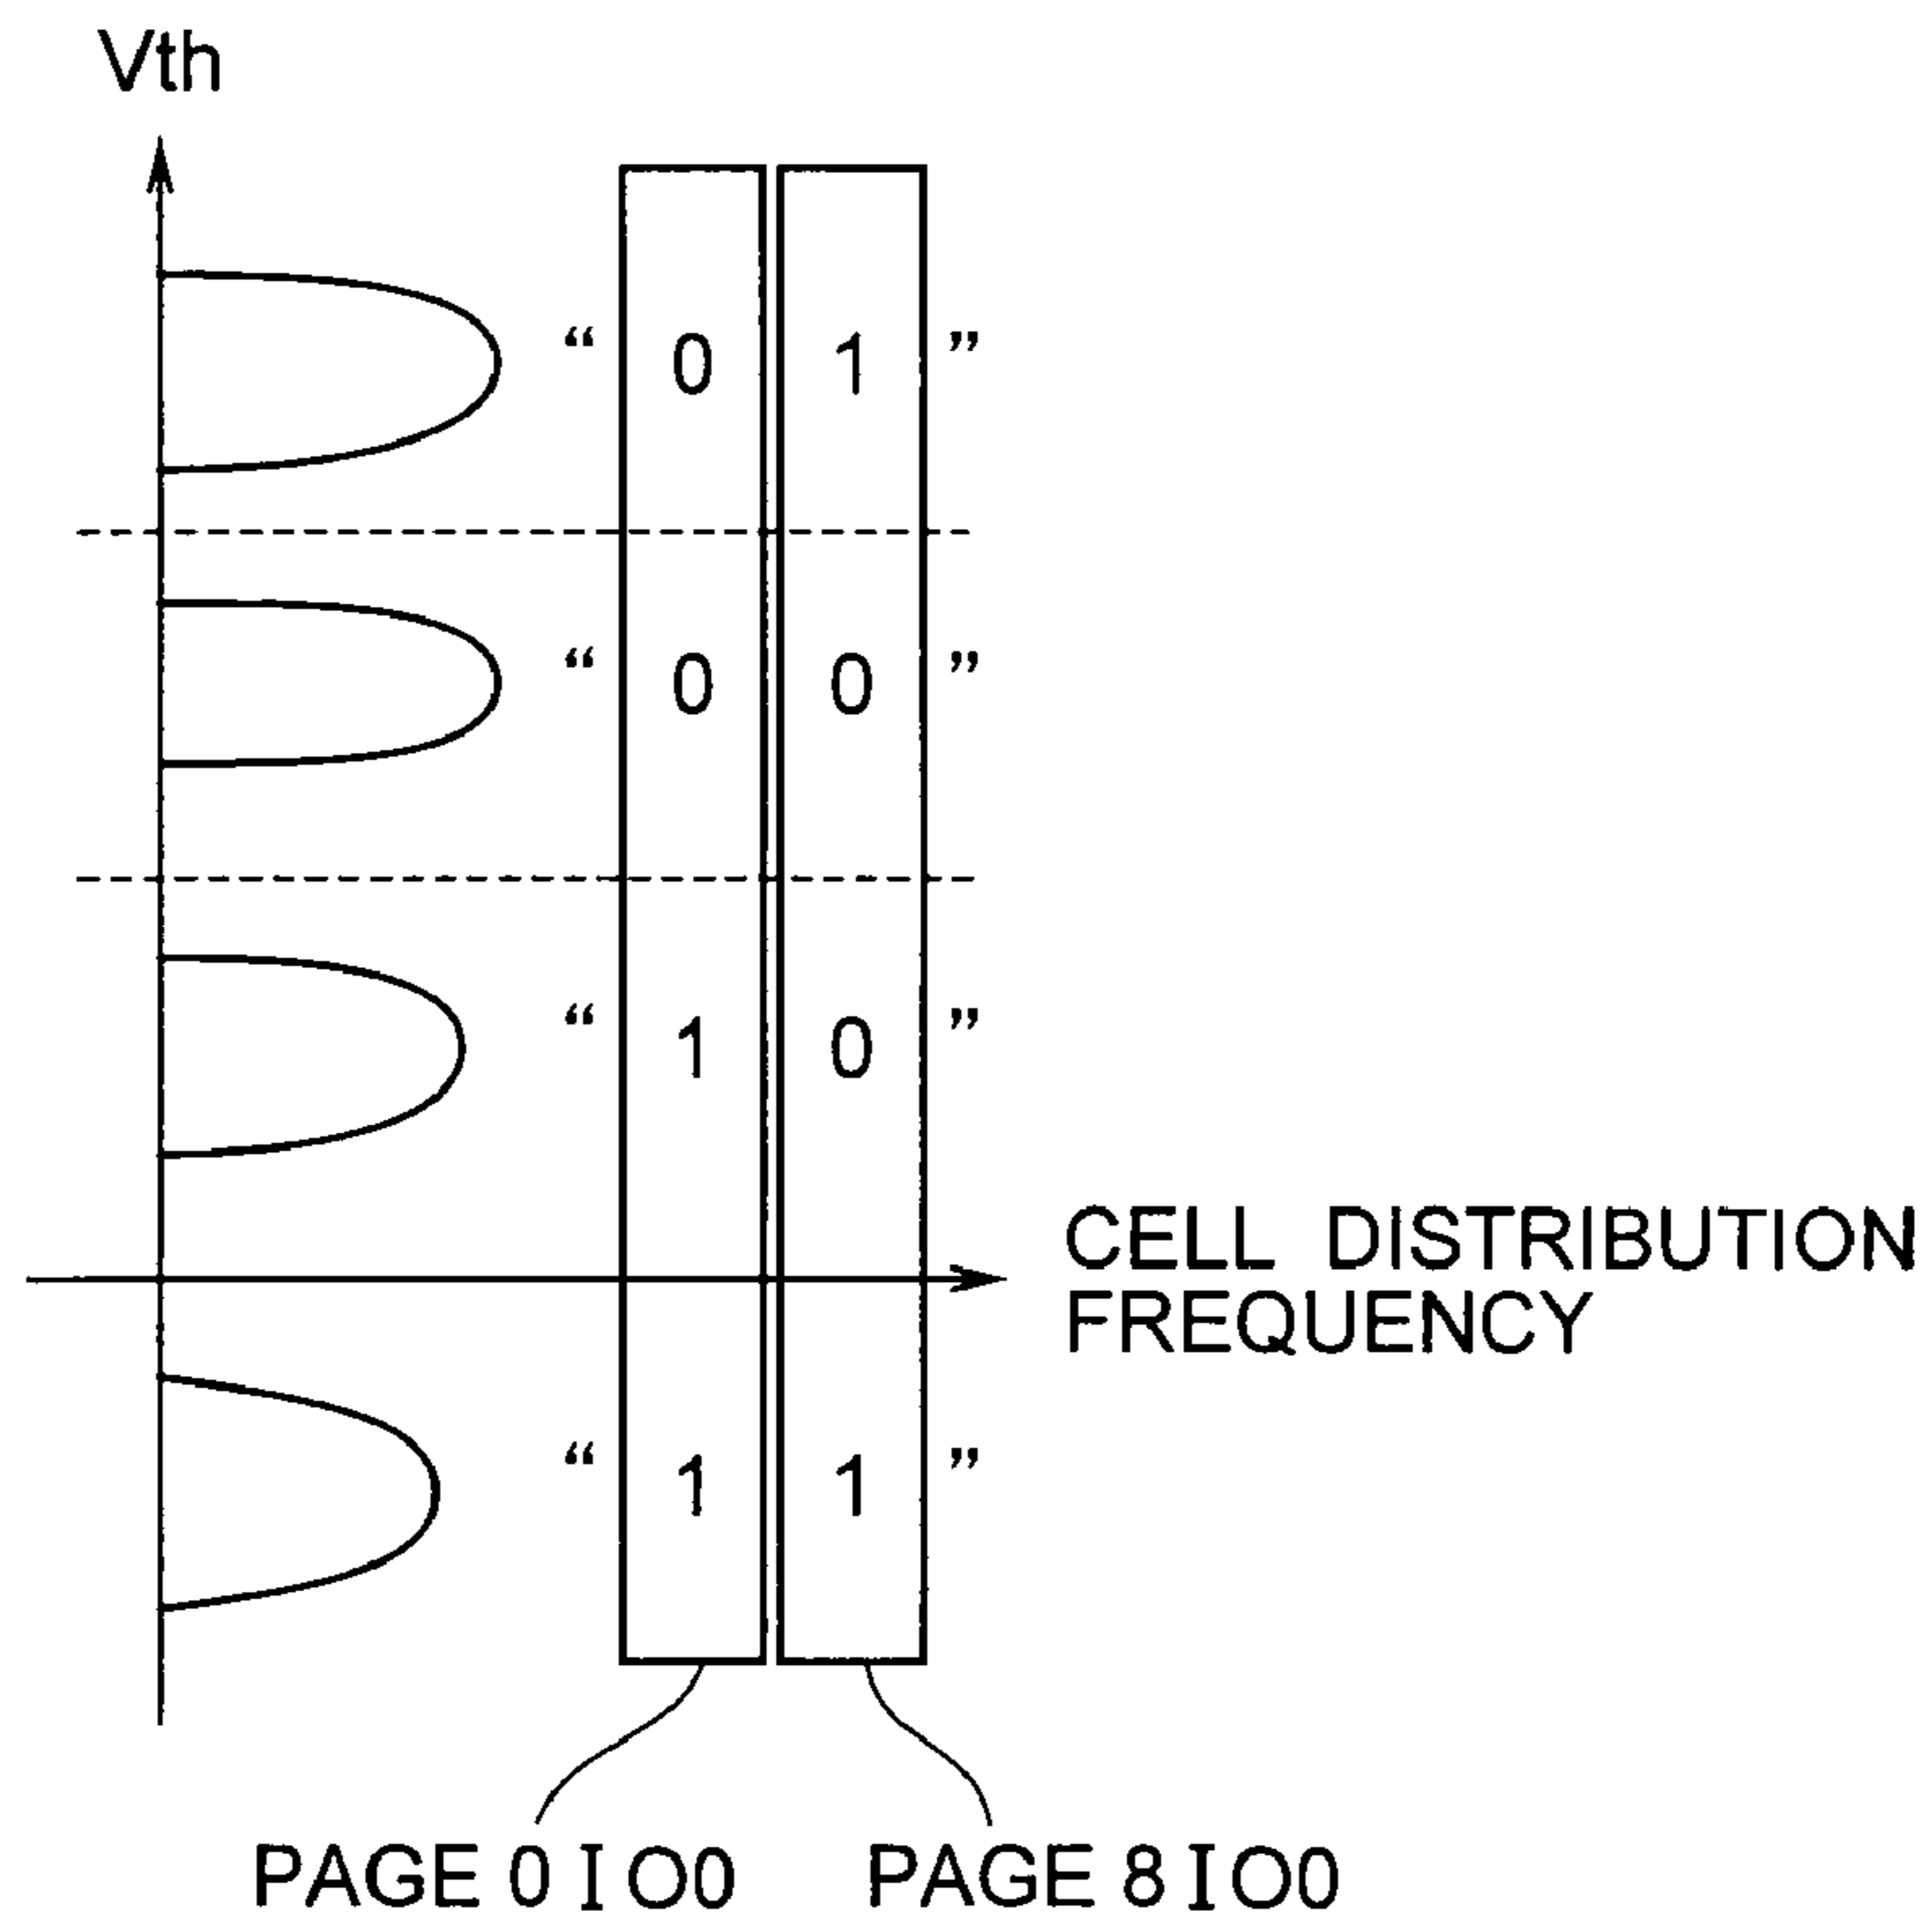 Vth
“ 0 1 ”
“ 0 0 ”
“ 1 0 ”
CELL DISTRIBUTION
FREQUENCY
“ 1 1 ”
PAGE 0 IO0 PAGE 8 IO0